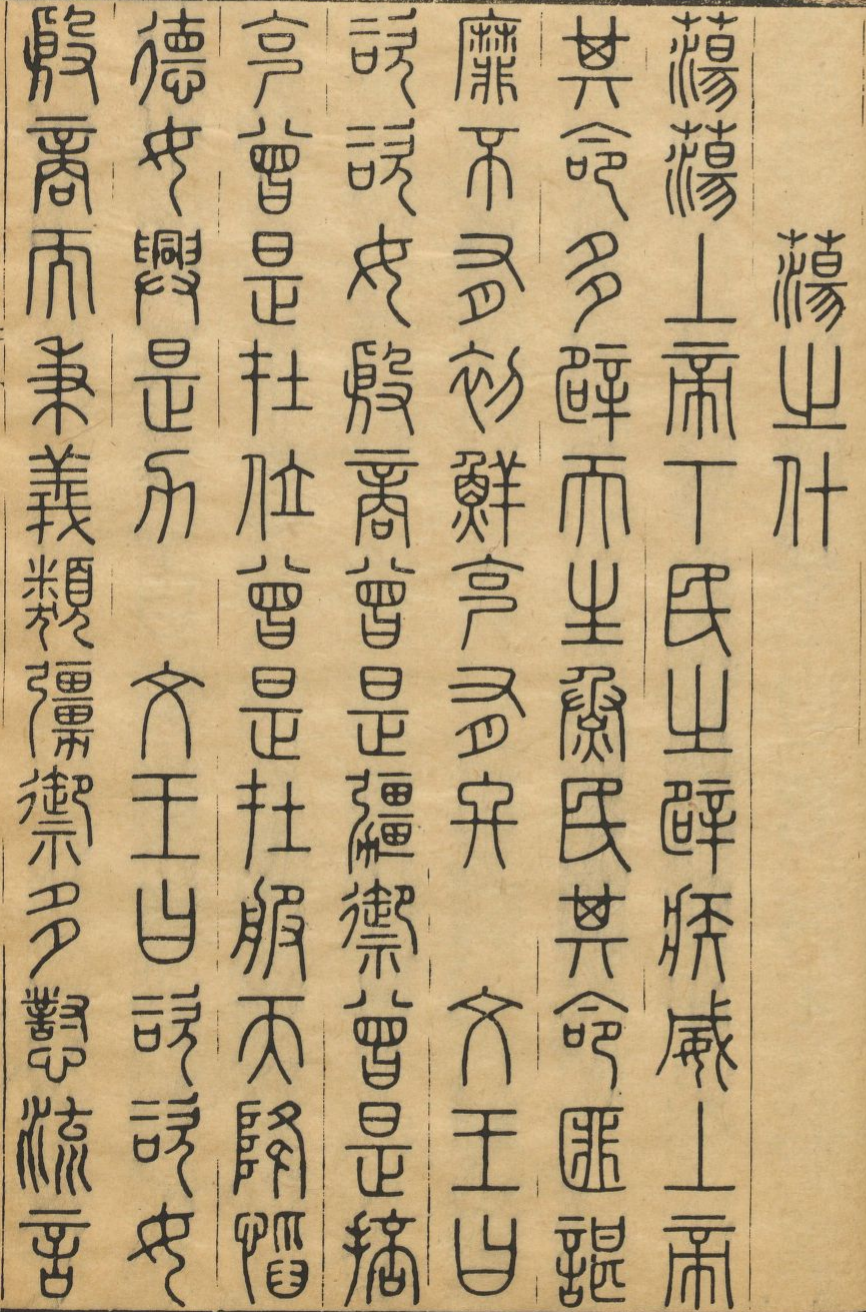 蕩之什
蕩蕩上帝下民之辟疾威上帝
其命多辟天生烝民其命匪諶
靡不有初鮮克有終　文王曰
咨咨女殷商曾是彊禦曾是掊
克曾是在位曾是在服天降慆
德女興是力　文王曰咨咨女
殷商而秉義類彊禦多懟流言